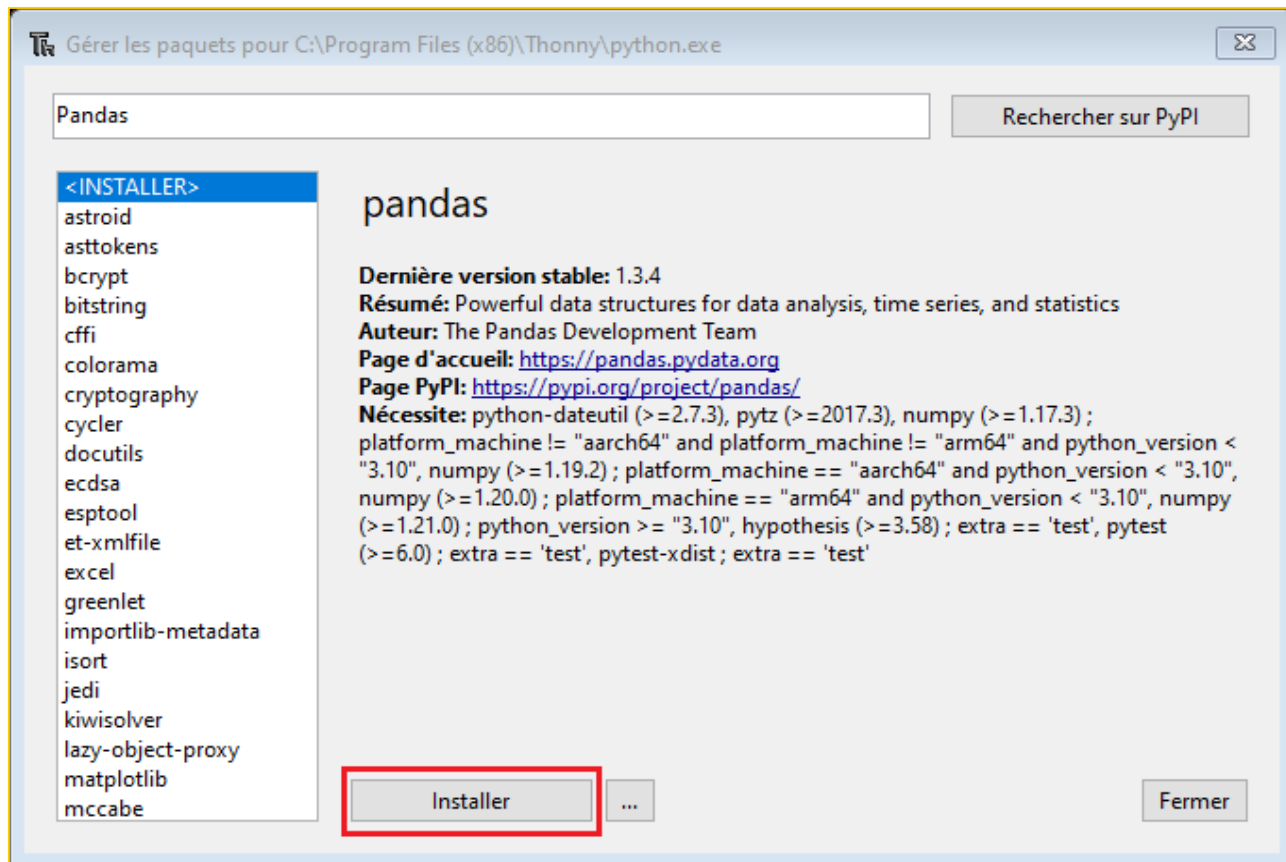 Gérer les paquets pour C:\Program Files (x86)\Thonny\python.exe
Pandas
Rechercher sur PyPI
<INSTALLER>
astroid
asttokens
bcrypt
bitstring
cffi
colorama
cryptography
cycler
docutils
ecdsa
esptool
et-xmlfile
excel
greenlet
importlib-metadata
isort
jedi
kiwisolver
lazy-object-proxy
matplotlib
mccabe
pandas
Dernière version stable: 1.3.4
Résumé: Powerful data structures for data analysis, time series, and statistics
Auteur: The Pandas Development Team
Page d'accueil: https://pandas.pydata.org
Page PyPI: https://pypi.org/project/pandas/
Nécessite: python-dateutil (>=2.7.3), pytz (>=2017.3), numpy (>=1.17.3) ;
platform_machine != "aarch64" and platform_machine != "arm64" and python_version <
"3.10", numpy (>=1.19.2) ; platform_machine == "aarch64" and python_version < "3.10",
numpy (>=1.20.0) ; platform_machine == "arm64" and python_version < "3.10", numpy
(>=1.21.0) ; python_version >= "3.10", hypothesis (>=3.58) ; extra == 'test', pytest
(>=6.0) ; extra == 'test', pytest-xdist ; extra == 'test'
Installer
...
Fermer